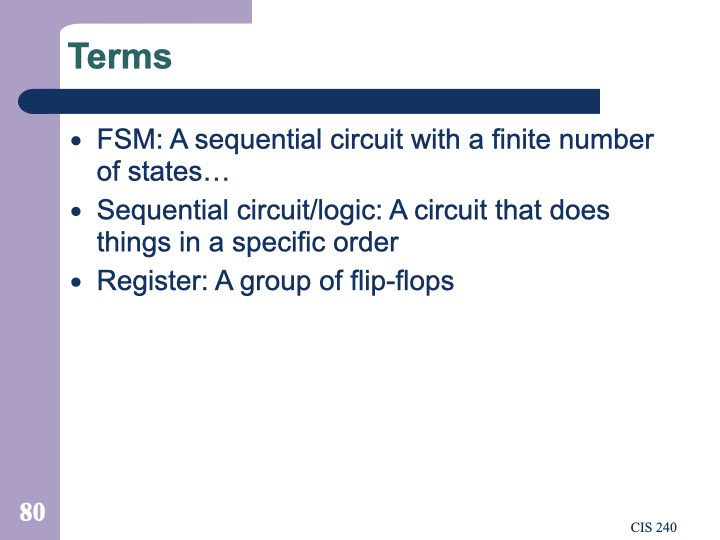 Terms
• FSM: A sequential circuit with a finite number
of states…
• Sequential circuit/logic: A circuit that does
things in a specific order
• Register: A group of flip-flops
80
CIS 240